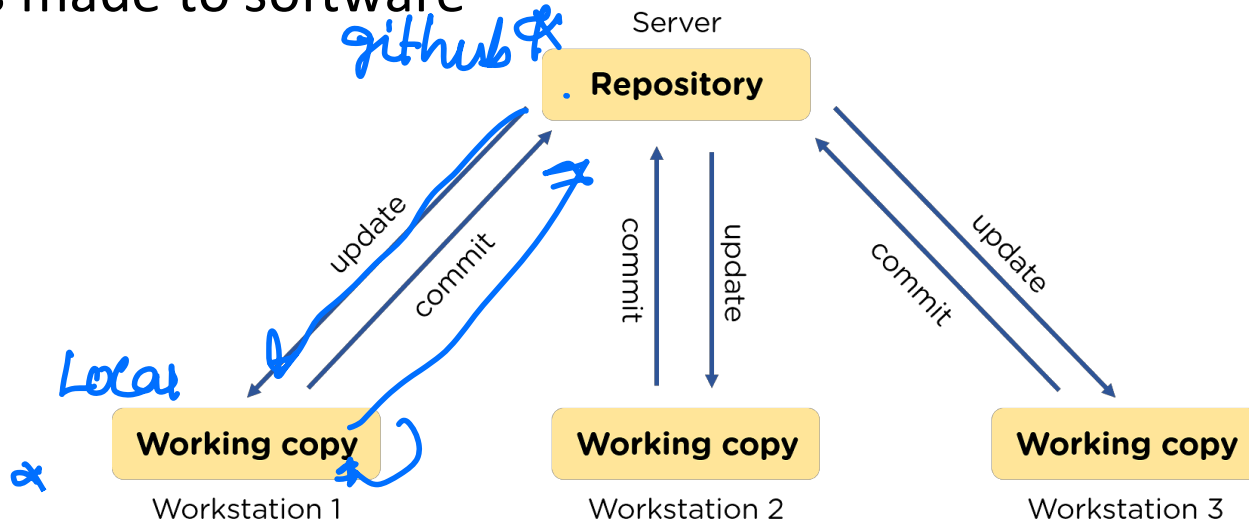 s made to software
github
Server
Repository
update
commit
commit
update
commit
update
Local
Working copy
Working copy
Working copy
Workstation 1
Workstation 2
Workstation 3